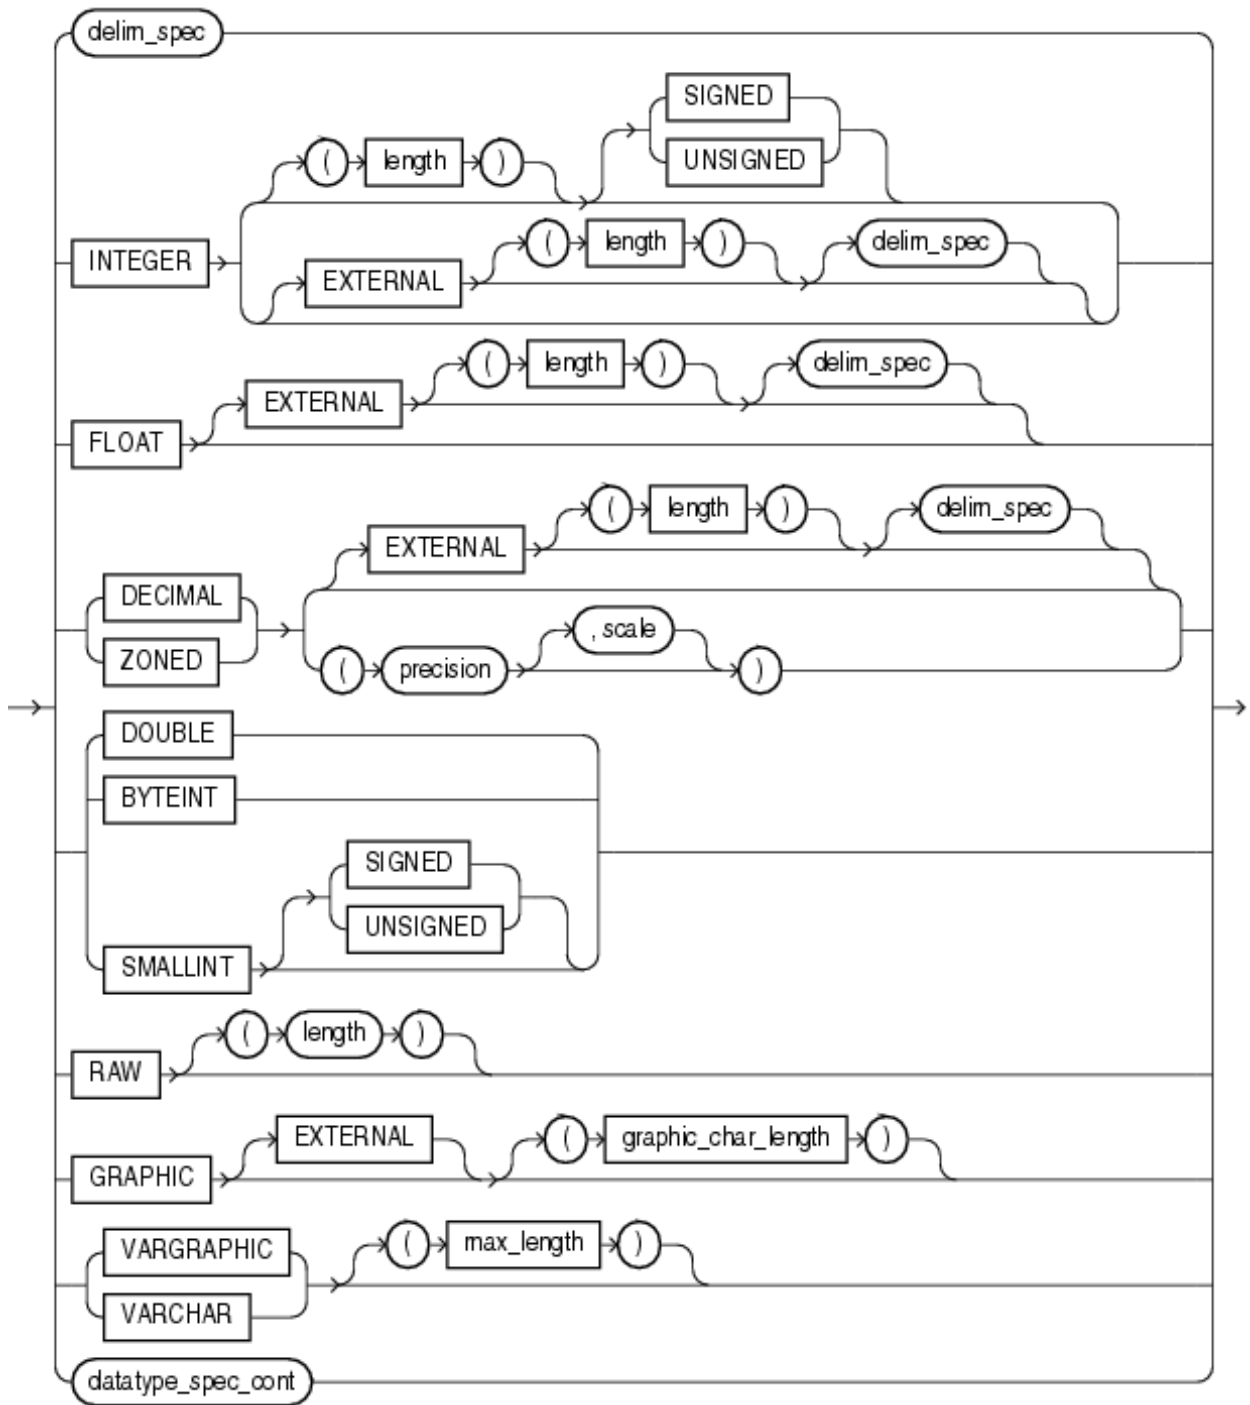 delim_spec
SIGNED
( length ) UNSIGNED
( length ) delim_spec
INTEGER EXTERNAL
( length ) delim_spec
EXTERNAL
FLOAT
( length ) delim_spec
EXTERNAL
DECIMAL
, scale
ZONED ( precision )
DOUBLE
BYTEINT
SIGNED
UNSIGNED
SMALLINT
( length )
RAW
EXTERNAL ( graphic_char_length )
GRAPHIC
VARGRAPHIC ( max_length )
VARCHAR
datatype_spec_cont